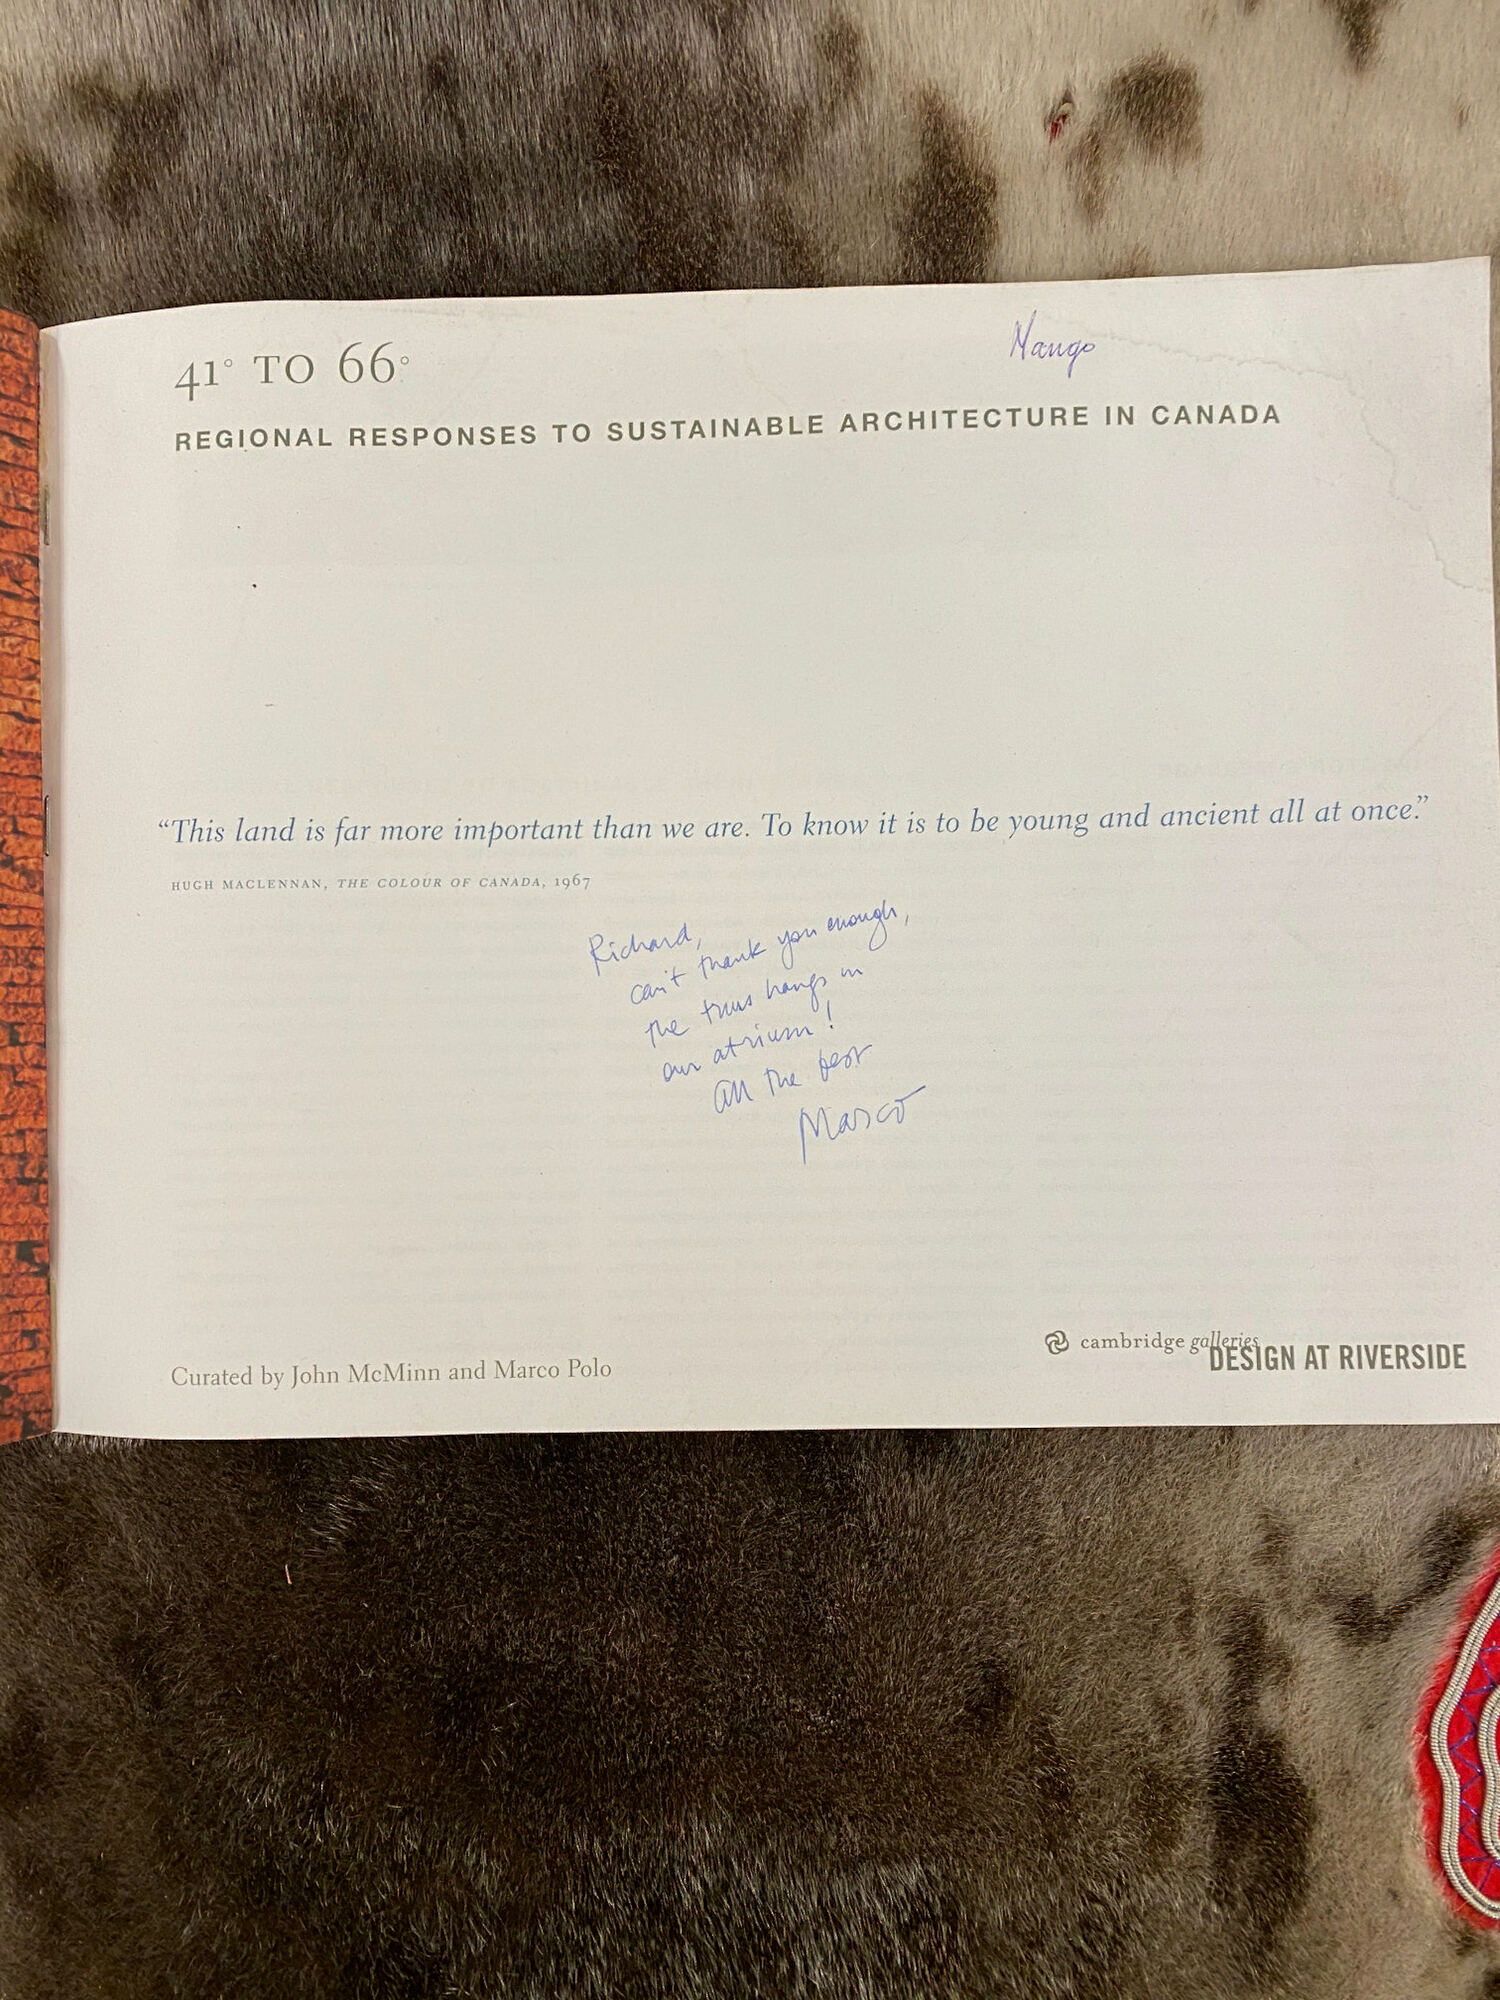 Mango
41° TO 66°
REGIONAL RESPONSES TO SUSTAINABLE ARCHITECTURE IN CANADA
“This land is far more important than we are. To know it is to be young and ancient all at once.”
HUGH MACLENNAN, THE COLOUR OF CANADA, 1967
Richard,
can't thank you enough,
the truss hangs in
our atrium!
all the best
Marco
Curated by John McMinn and Marco Polo
cambridge galleries
DESIGN AT RIVERSIDE